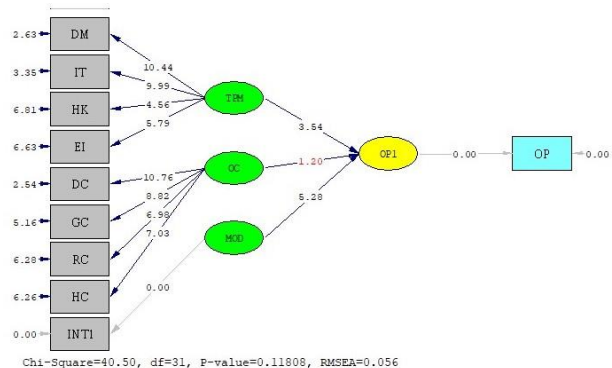 2.63 DM
10.44
3.35 IT
9.99 TPM
6.81 HK
4.56
3.54
6.63 EI
5.79
OP1 0.00 OP 0.00
2.54 DC
10.76 OC
1.20
5.16 GC
8.82
6.98
5.28
6.28 RC
7.03 MOD
6.26 HC
0.00
0.00 INT1
Chi-Square=40.50, df=31, P-value=0.11808, RMSEA=0.056